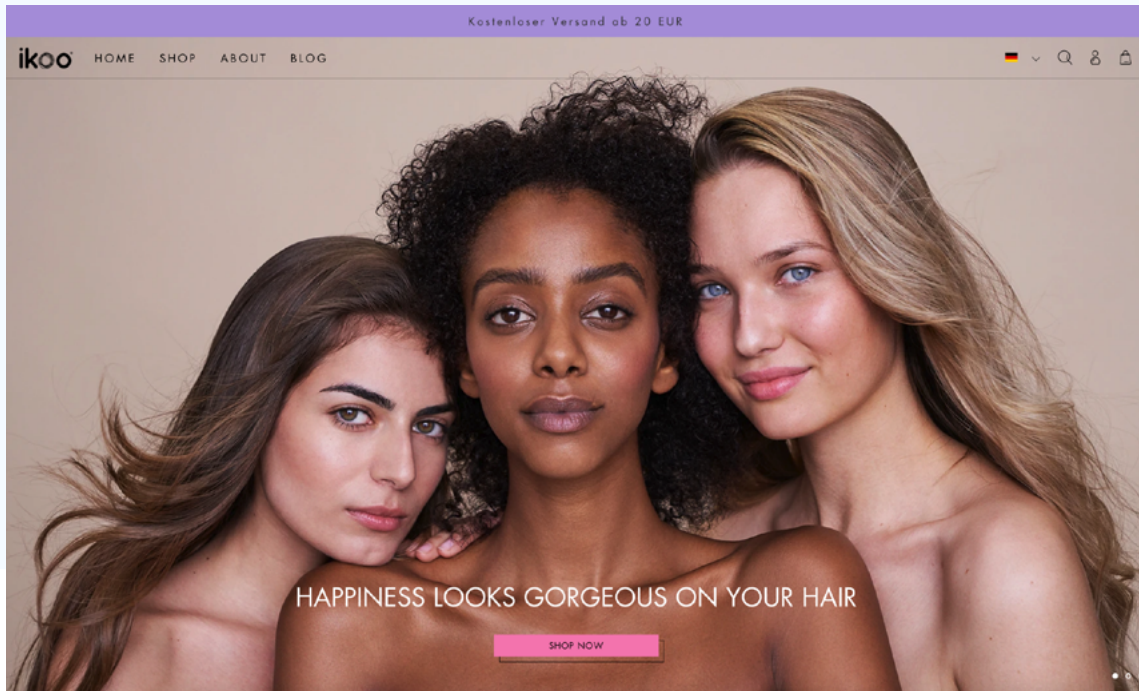 Kostenloser Versand ab 20 EUR
ikoo HOME SHOP ABOUT BLOG
HAPPINESS LOOKS GORGEOUS ON YOUR HAIR
SHOP NOW